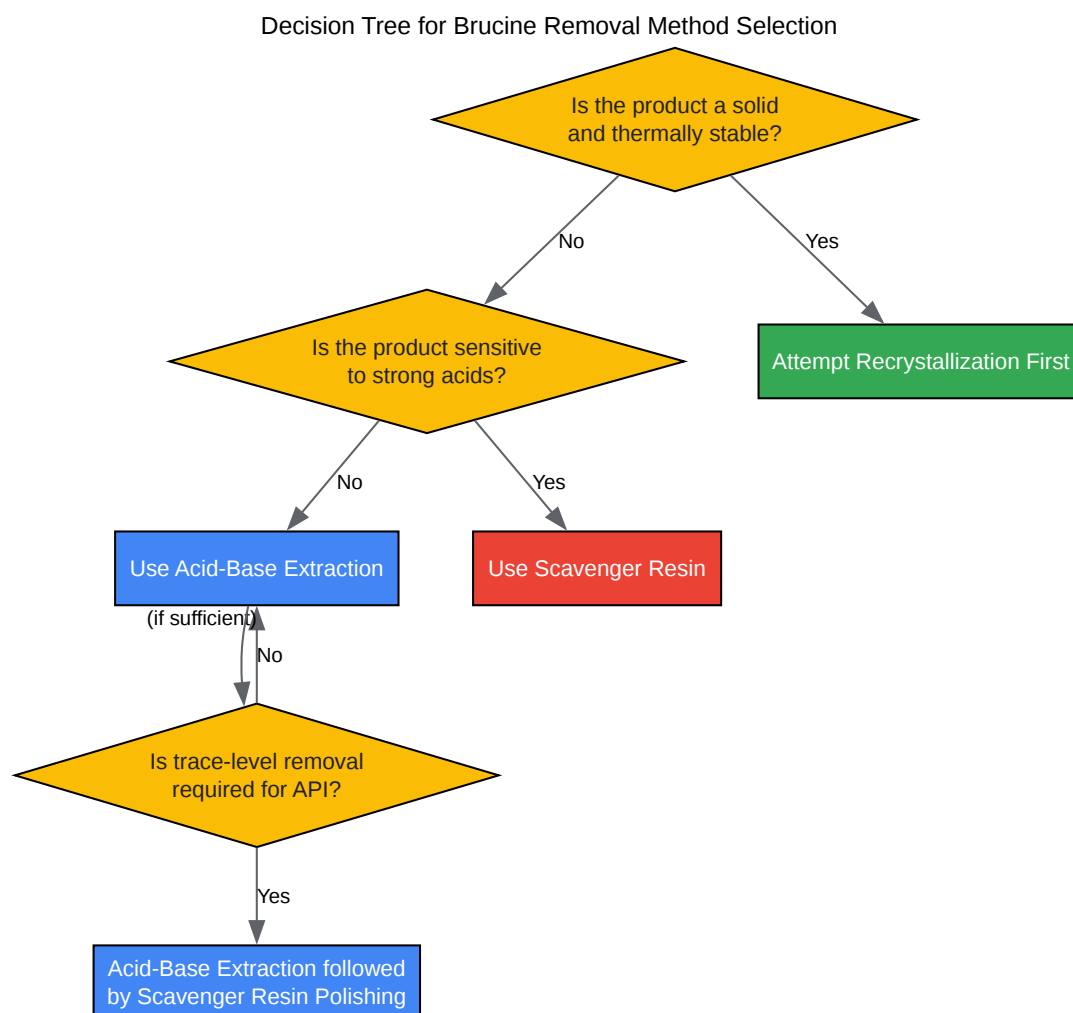 Decision Tree for Brucine Removal Method Selection
Is the product a solid
and thermally stable?
No
Yes
Is the product sensitive
to strong acids?
Attempt Recrystallization First
No
Yes
Use Acid-Base Extraction
Use Scavenger Resin
(if sufficient)
No
Is trace-level removal
required for API?
Yes
Acid-Base Extraction followed
by Scavenger Resin Polishing